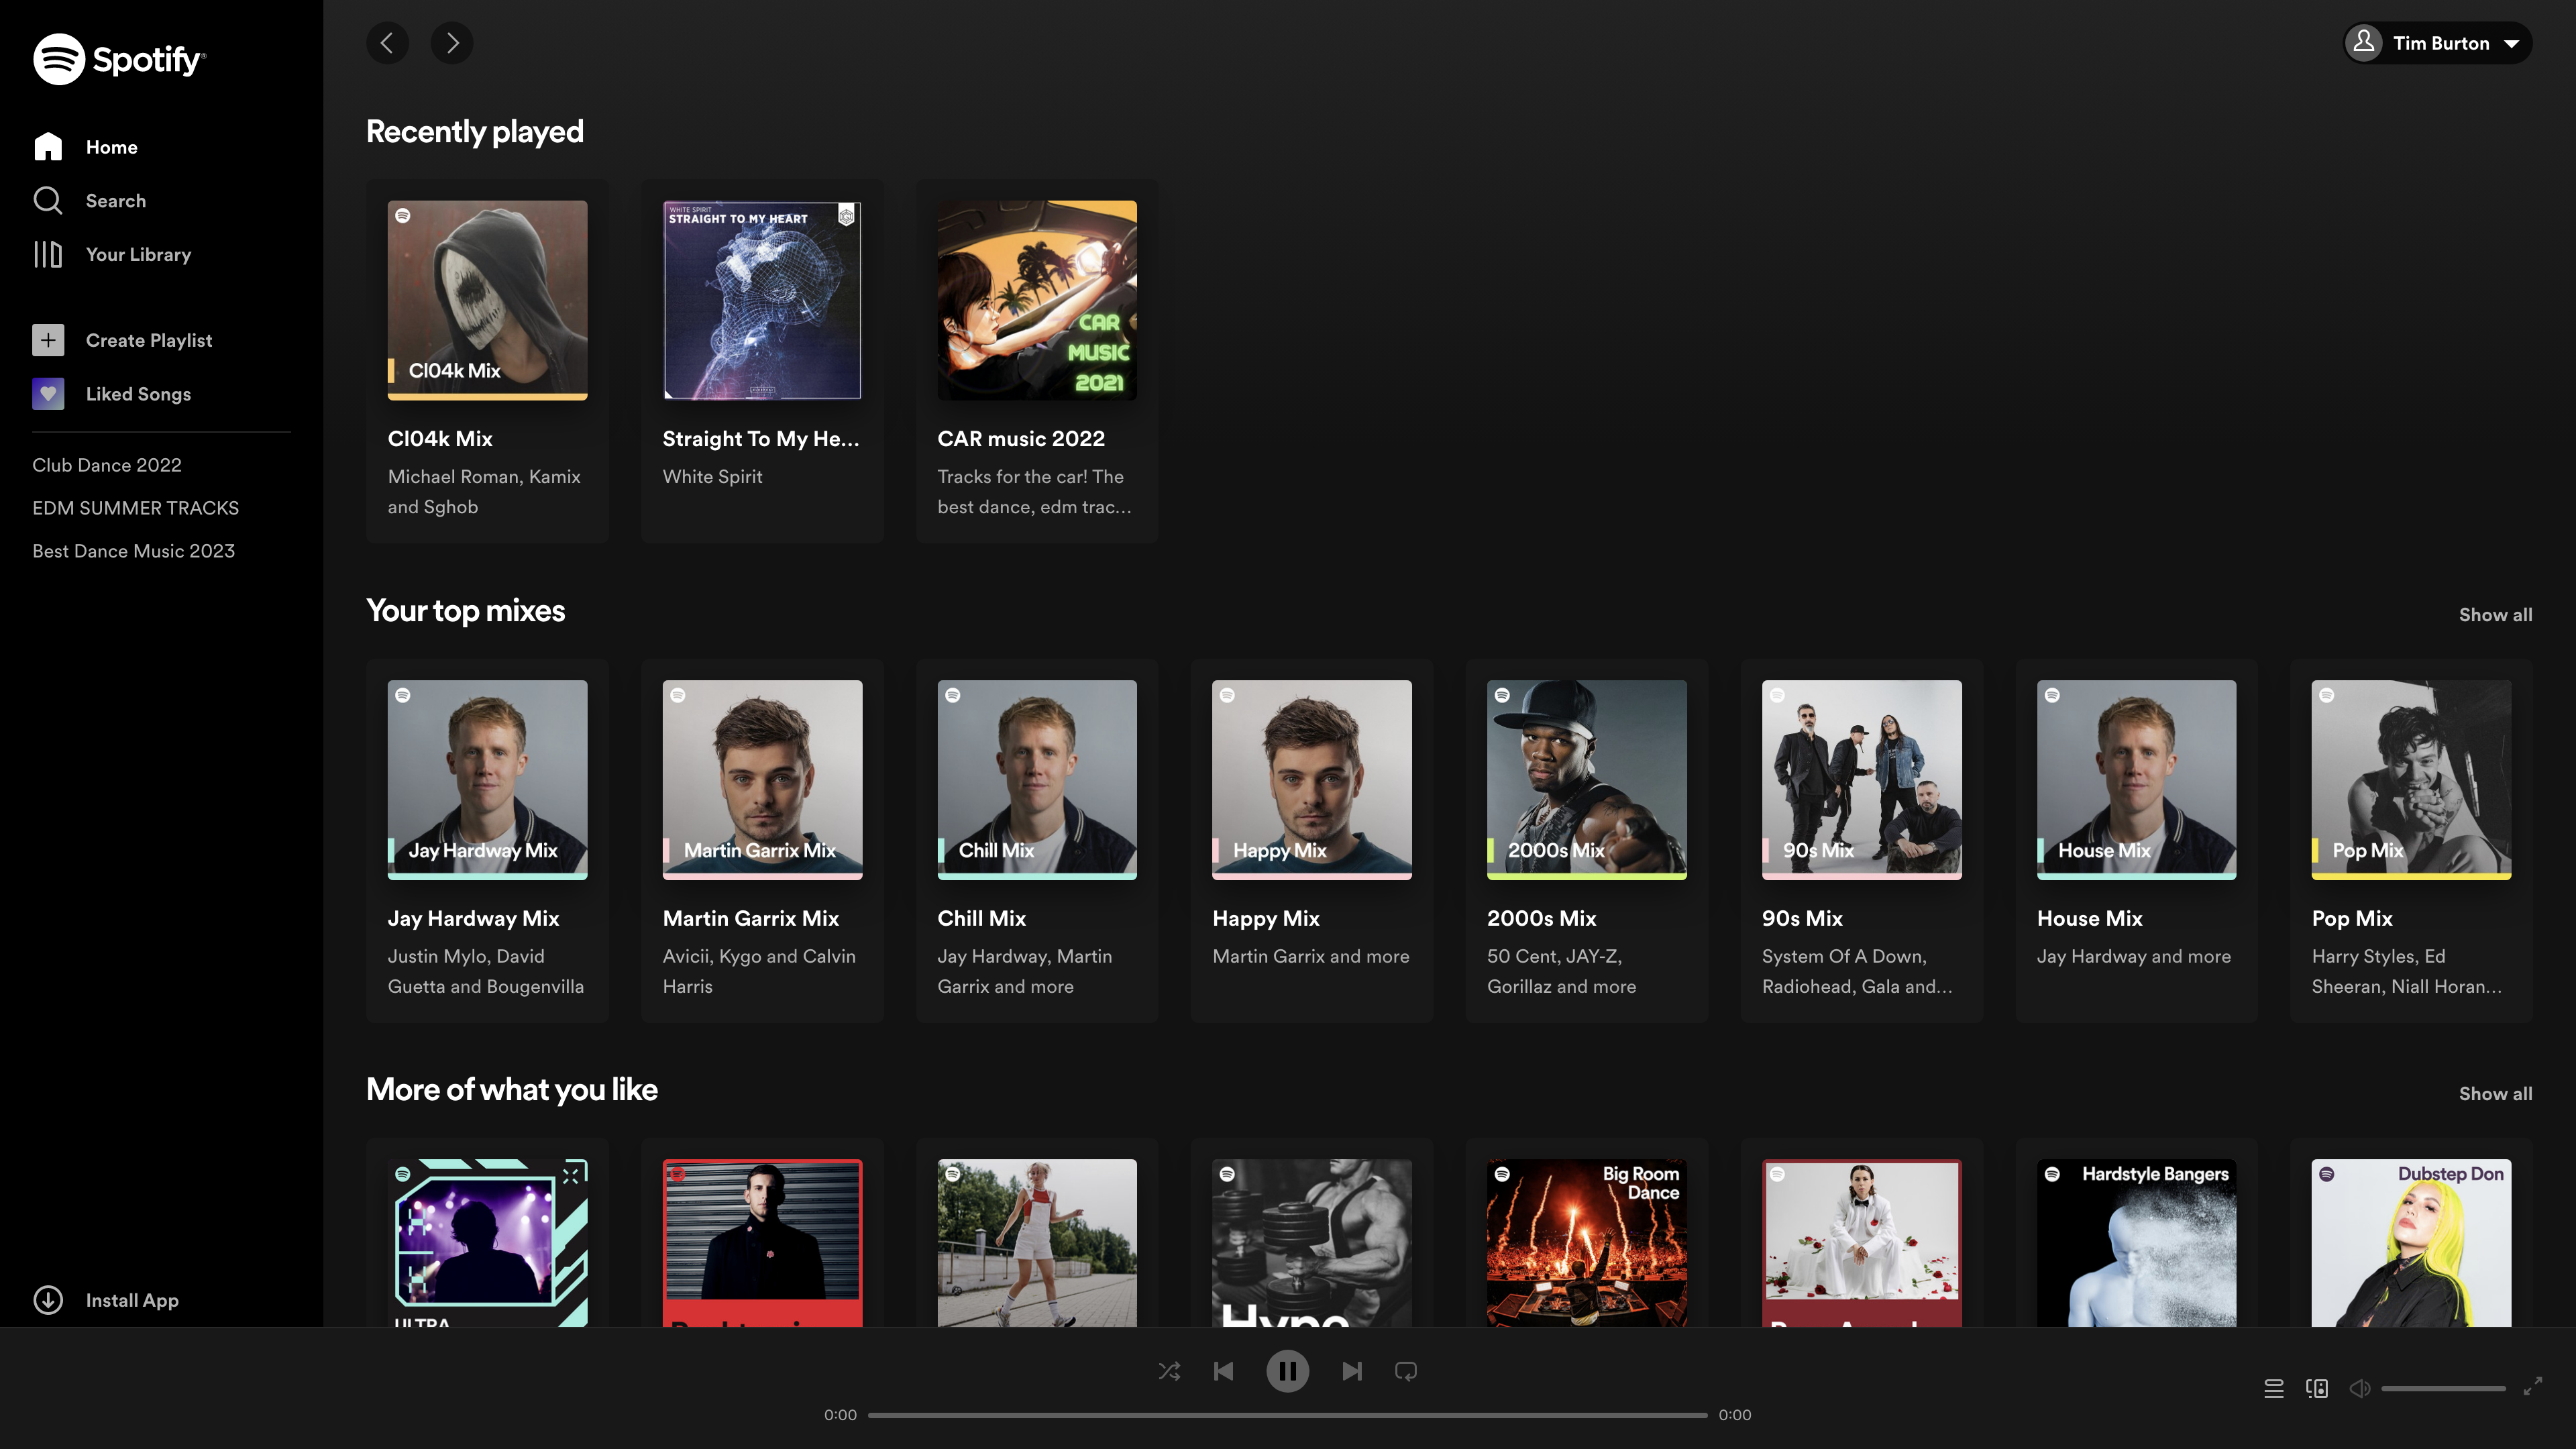 Spotify
Tim Burton
Home
Search
Your Library
Create Playlist
Liked Songs
Club Dance 2022
EDM SUMMER TRACKS
Best Dance Music 2023
Install App
Recently played
Cl04k Mix
WHITE SPIRIT
STRAIGHT TO MY HEART
CAR
MUSIC
2021
Cl04k Mix
Michael Roman, Kamix
and Sghob
Straight To My He...
White Spirit
CAR music 2022
Tracks for the car! The
best dance, edm trac...
Your top mixes
Show all
Jay Hardway Mix
Martin Garrix Mix
Chill Mix
Happy Mix
2000s Mix
90s Mix
House Mix
Pop Mix
Jay Hardway Mix
Justin Mylo, David
Guetta and Bougenvilla
Martin Garrix Mix
Avicii, Kygo and Calvin
Harris
Chill Mix
Jay Hardway, Martin
Garrix and more
Happy Mix
Martin Garrix and more
2000s Mix
50 Cent, JAY-Z,
Gorillaz and more
90s Mix
System Of A Down,
Radiohead, Gala and...
House Mix
Jay Hardway and more
Pop Mix
Harry Styles, Ed
Sheeran, Niall Horan...
More of what you like
Show all
ULTRA
Hype
Big Room
Dance
Hardstyle Bangers
Dubstep Don
0:00
0:00